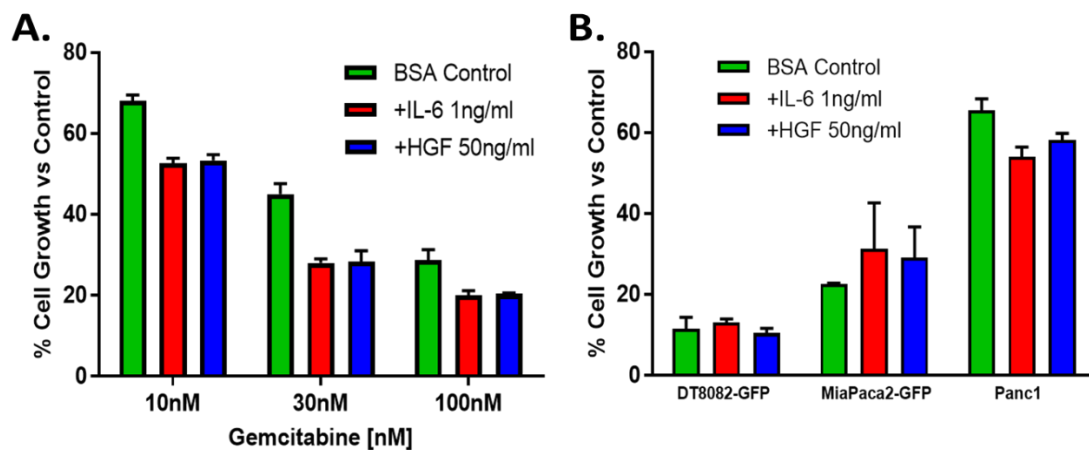 A.
% Cell Growth vs Control
80
60
40
20
0
BSA Control
+IL-6 1ng/ml
+HGF 50ng/ml
10nM 30nM 100nM
Gemcitabine [nM]
B.
% Cell Growth vs Control
80
60
40
20
0
BSA Control
+IL-6 1ng/ml
+HGF 50ng/ml
DT8082-GFP MiaPaca2-GFP Panc1